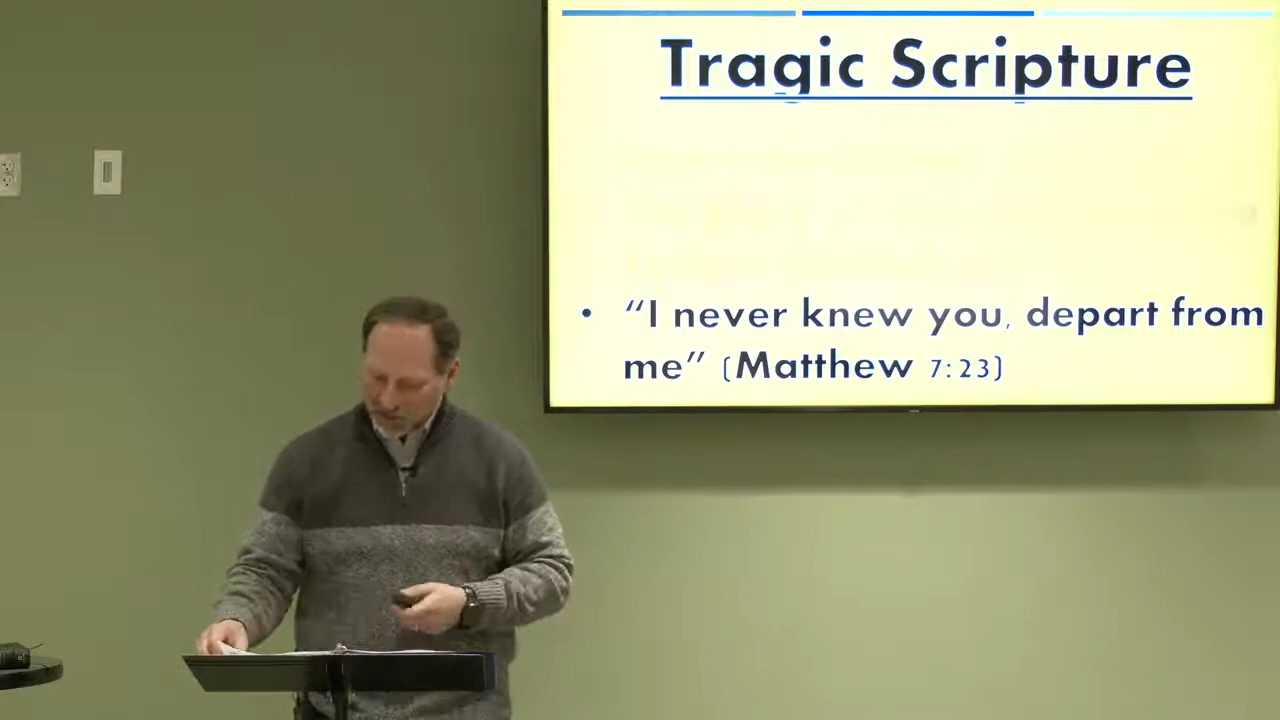 Tragic Scripture
• “I never knew you, depart from
me” (Matthew 7:23)